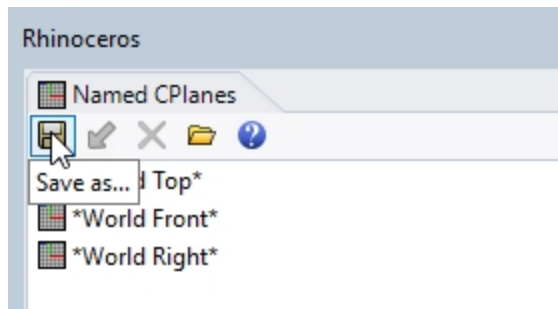 Rhinoceros
Named CPlanes
Save as...
d Top*
*World Front*
*World Right*